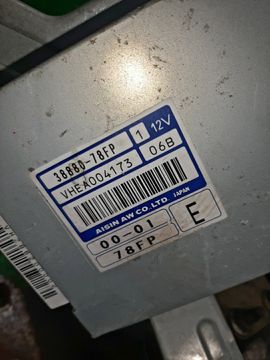 38880-78FP 1 12V
VHEA004173 06B
AISIN AW CO.,LTD JAPAN
00-01 E
78FP